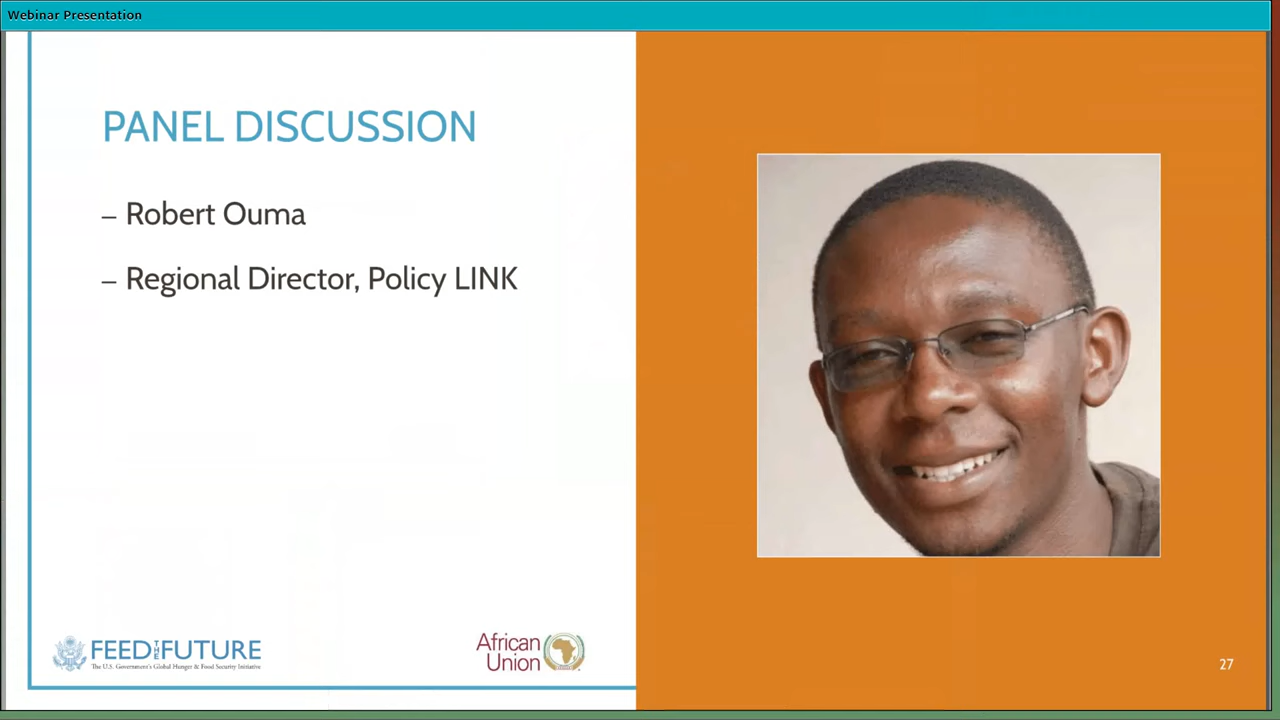 Webinar Presentation
PANEL DISCUSSION
– Robert Ouma
– Regional Director, Policy LINK
FEED THE FUTURE
The U.S. Government's Global Hunger & Food Security Initiative
African
Union
27